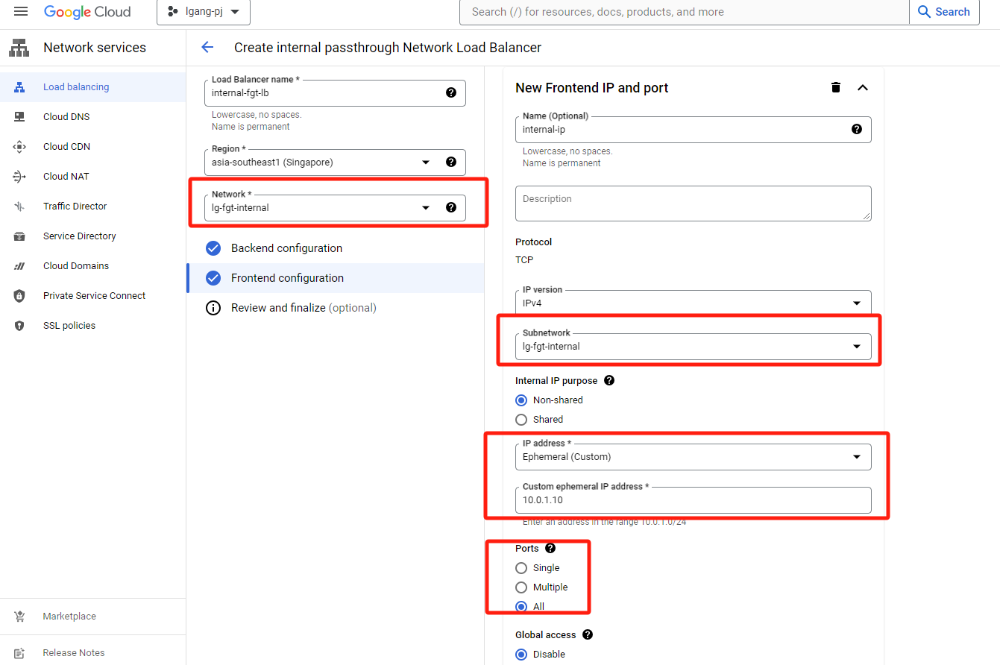 Google Cloud
lgang-pj
Search (/) for resources, docs, products, and more
Search
Network services
Create internal passthrough Network Load Balancer
Load balancing
Cloud DNS
Cloud CDN
Cloud NAT
Traffic Director
Service Directory
Cloud Domains
Private Service Connect
SSL policies
Marketplace
Release Notes
Load Balancer name *
internal-fgt-lb
Lowercase, no spaces.
Name is permanent
Region *
asia-southeast1 (Singapore)
Network *
lg-fgt-internal
Backend configuration
Frontend configuration
Review and finalize (optional)
New Frontend IP and port
Name (Optional)
internal-ip
Lowercase, no spaces.
Name is permanent
Description
Protocol
TCP
IP version
IPv4
Subnetwork
lg-fgt-internal
Internal IP purpose
Non-shared
Shared
IP address *
Ephemeral (Custom)
Custom ephemeral IP address *
10.0.1.10
Enter an address in the range 10.0.1.0/24
Ports
Single
Multiple
All
Global access
Disable